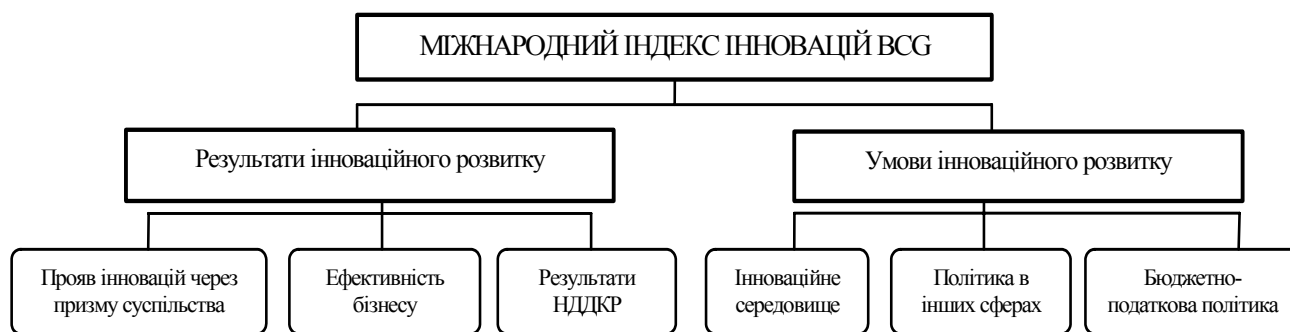 МІЖНАРОДНИЙ ІНДЕКС ІННОВАЦІЙ BCG
Результати інноваційного розвитку
Умови інноваційного розвитку
Прояв інновацій через
призму суспільства
Ефективність
бізнесу
Результати
НДДКР
Інноваційне
середовище
Політика в
інших сферах
Бюджетно-
податкова політика